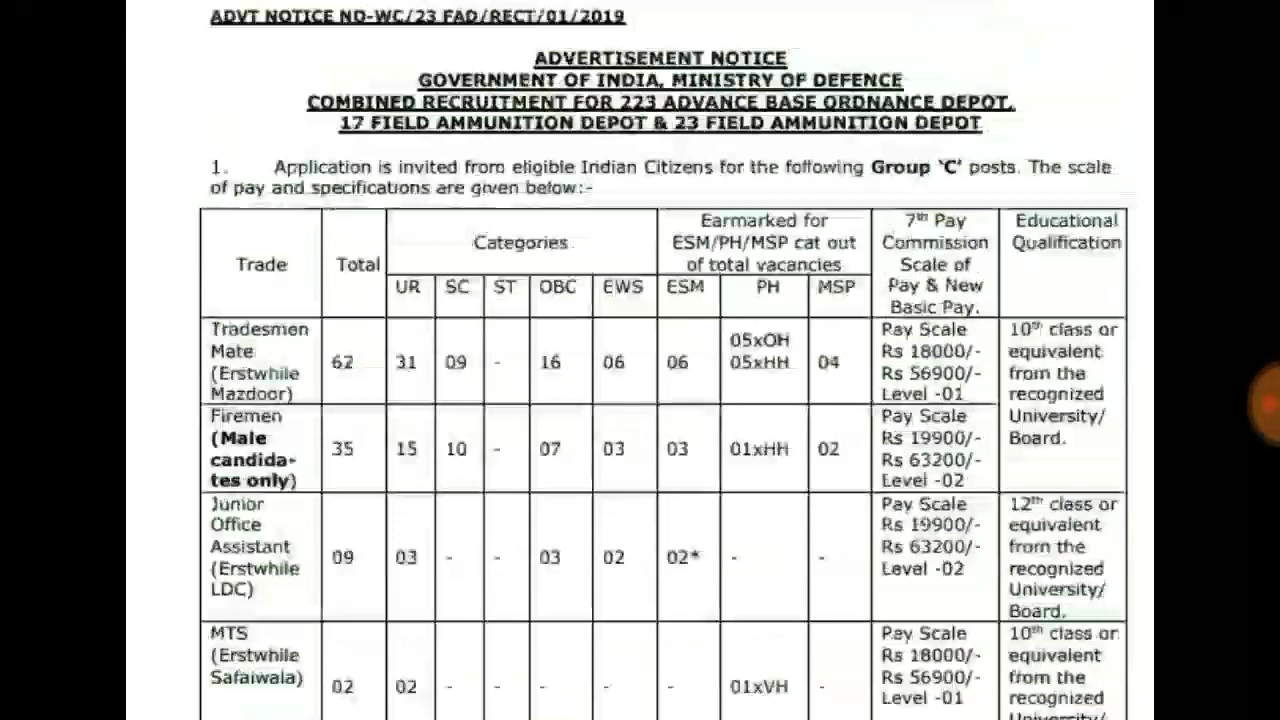 ADVT NOTICE NO-WC/23 FAD/RECT/01/2019
ADVERTISEMENT NOTICE
GOVERNMENT OF INDIA, MINISTRY OF DEFENCE
COMBINED RECRUITMENT FOR 223 ADVANCE BASE ORDNANCE DEPOT,
17 FIELD AMMUNITION DEPOT & 23 FIELD AMMUNITION DEPOT
1. Application is invited from eligible Indian Citizens for the following Group 'C' posts. The scale
of pay and specifications are given below:-
Trade
Total
Categories
UR SC ST OBC EWS
Earmarked for
ESM/PH/MSP cat out
of total vacancies
ESM PH MSP
7th Pay
Commission
Scale of
Pay & New
Basic Pay.
Educational
Qualification
Tradesmen
Mate
(Erstwhile
Mazdoor)
62 31 09 - 16 06 06
05xOH
05xHH
04
Pay Scale
Rs 18000/-
Rs 56900/-
Level -01
10th class or
equivalent
from the
recognized
University/
Board.
Firemen
(Male
candida-
tes only)
35 15 10 - 07 03 03 01xHH 02
Pay Scale
Rs 19900/-
Rs 63200/-
Level -02
Junior
Office
Assistant
(Erstwhile
LDC)
09 03 - - 03 02 02* - -
Pay Scale
Rs 19900/-
Rs 63200/-
Level -02
12th class or
equivalent
from the
recognized
University/
Board.
MTS
(Erstwhile
Safaiwala)
02 02 - - - - - 01xVH -
Pay Scale
Rs 18000/-
Rs 56900/-
Level -01
10th class or
equivalent
from the
recognized
University/